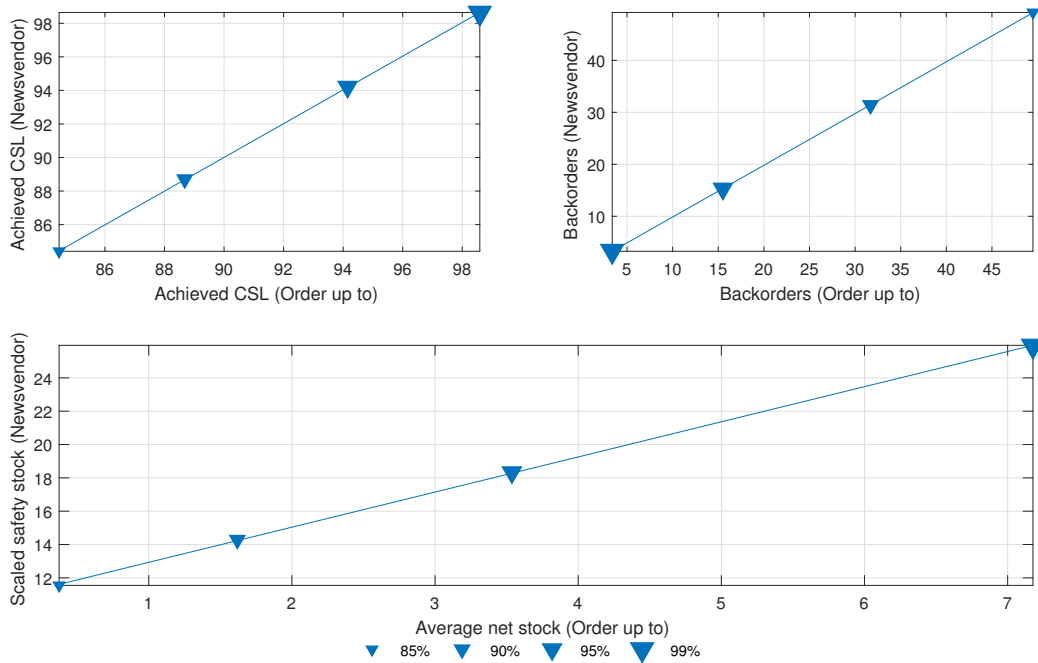 Achieved CSL (Newsvendor)
98
96
94
92
90
88
86
86 88 90 92 94 96 98
Achieved CSL (Order up to)
Backorders (Newsvendor)
40
30
20
10
5 10 15 20 25 30 35 40 45
Backorders (Order up to)
Scaled safety stock (Newsvendor)
24
22
20
18
16
14
12
1 2 3 4 5 6 7
Average net stock (Order up to)
85% 90% 95% 99%